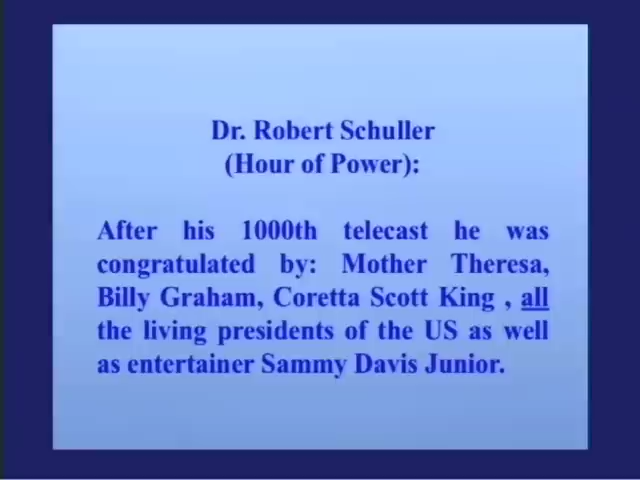 Dr. Robert Schuller
(Hour of Power):
After his 1000th telecast he was
congratulated by: Mother Theresa,
Billy Graham, Coretta Scott King , all
the living presidents of the US as well
as entertainer Sammy Davis Junior.